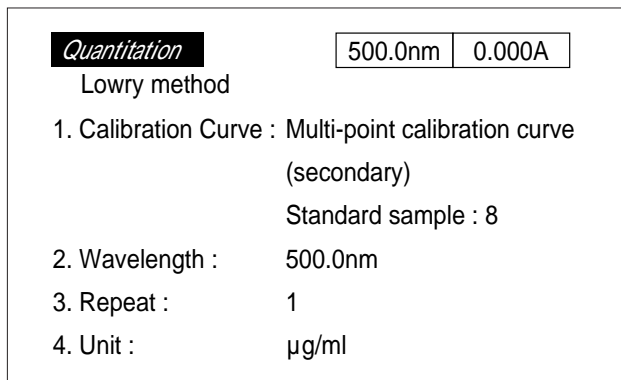 Quantitation 500.0nm 0.000A
Lowry method
1. Calibration Curve : Multi-point calibration curve
(secondary)
Standard sample : 8
2. Wavelength : 500.0nm
3. Repeat : 1
4. Unit : µg/ml